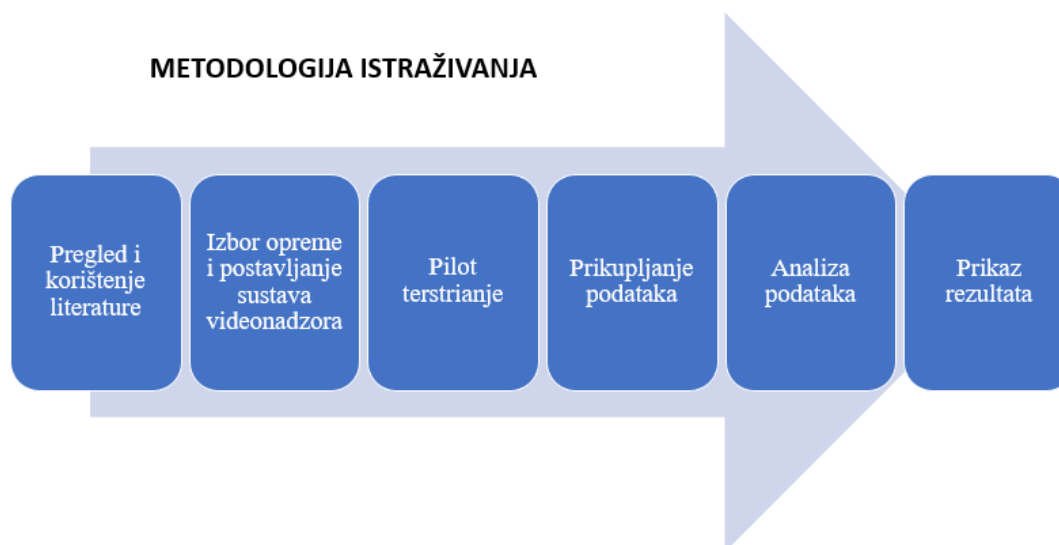 METODOLOGIJA ISTRAŽIVANJA
Pregled i
korištenje
literature
Izbor opreme
i postavljanje
sustava
videonadzora
Pilot
terstrianje
Prikupljanje
podataka
Analiza
podataka
Prikaz
rezultata